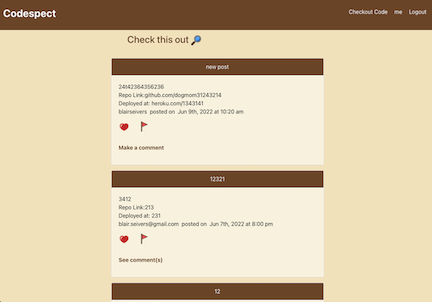 Codespect
Checkout Code me Logout
Check this out 🔎
new post
24t42364356236
Repo Link:github.com/dogmom31243214
Deployed at: heroku.com/1343141
blairseivers posted on Jun 9th, 2022 at 10:20 am
Make a comment
12321
3412
Repo Link:213
Deployed at: 231
blair.seivers@gmail.com posted on Jun 7th, 2022 at 8:00 pm
See comment(s)
12